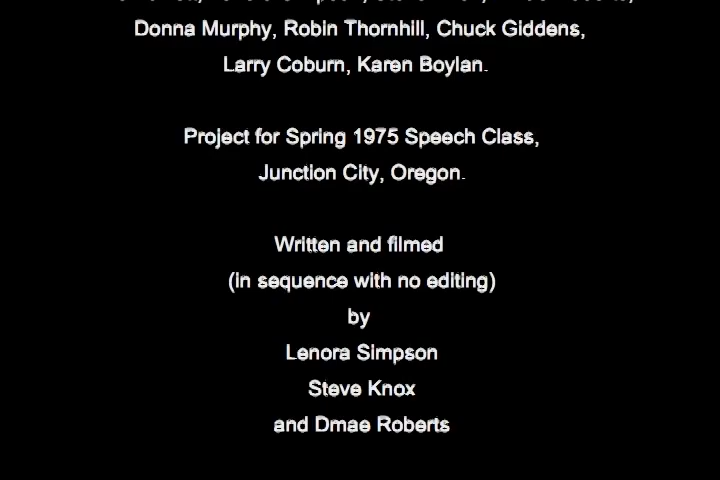 Donna Murphy, Robin Thornhill, Chuck Giddens,
Larry Coburn, Karen Boylan.
Project for Spring 1975 Speech Class,
Junction City, Oregon.
Written and filmed
(in sequence with no editing)
by
Lenora Simpson
Steve Knox
and Dmae Roberts